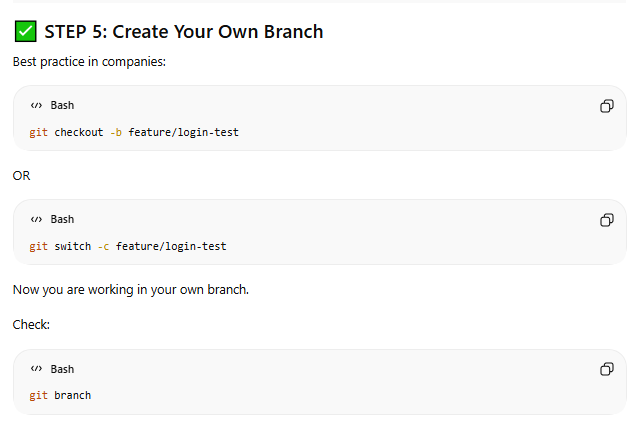 ✅ STEP 5: Create Your Own Branch
Best practice in companies:
</> Bash
git checkout -b feature/login-test
OR
</> Bash
git switch -c feature/login-test
Now you are working in your own branch.
Check:
</> Bash
git branch